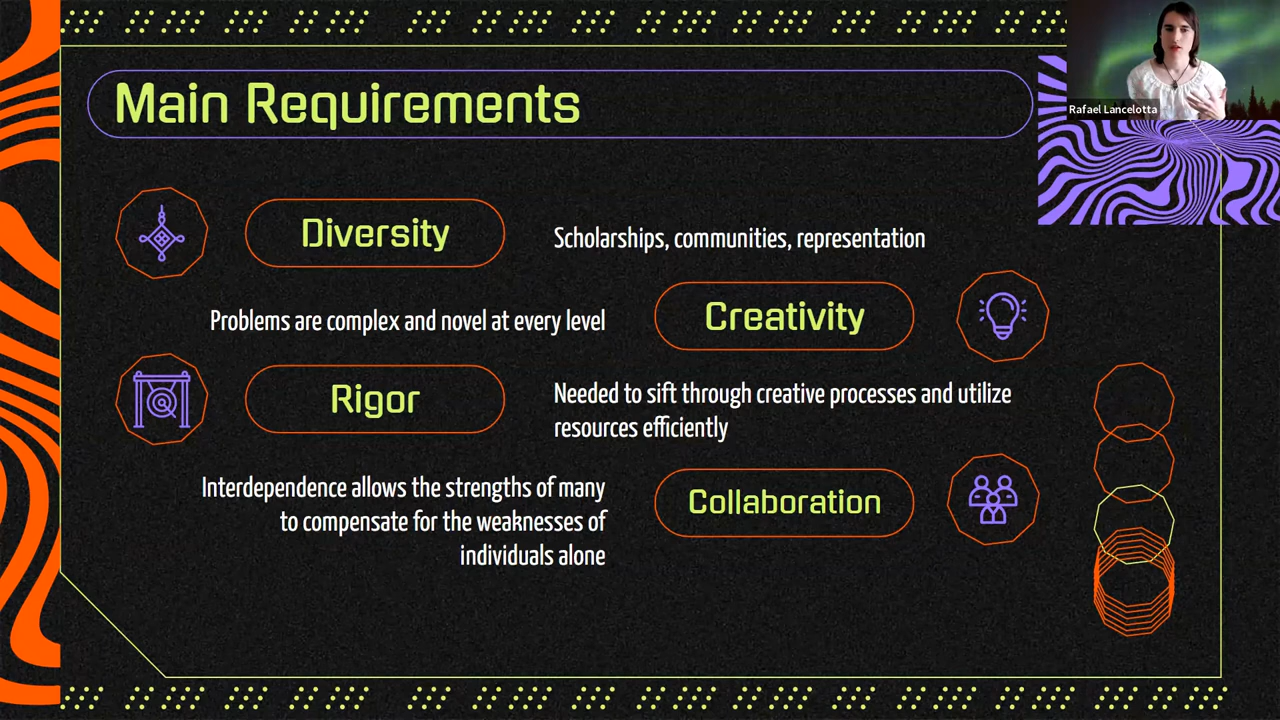 Main Requirements
Rafael Lancelotta
Diversity
Scholarships, communities, representation
Problems are complex and novel at every level
Creativity
Rigor
Needed to sift through creative processes and utilize
resources efficiently
Interdependence allows the strengths of many
to compensate for the weaknesses of
individuals alone
Collaboration